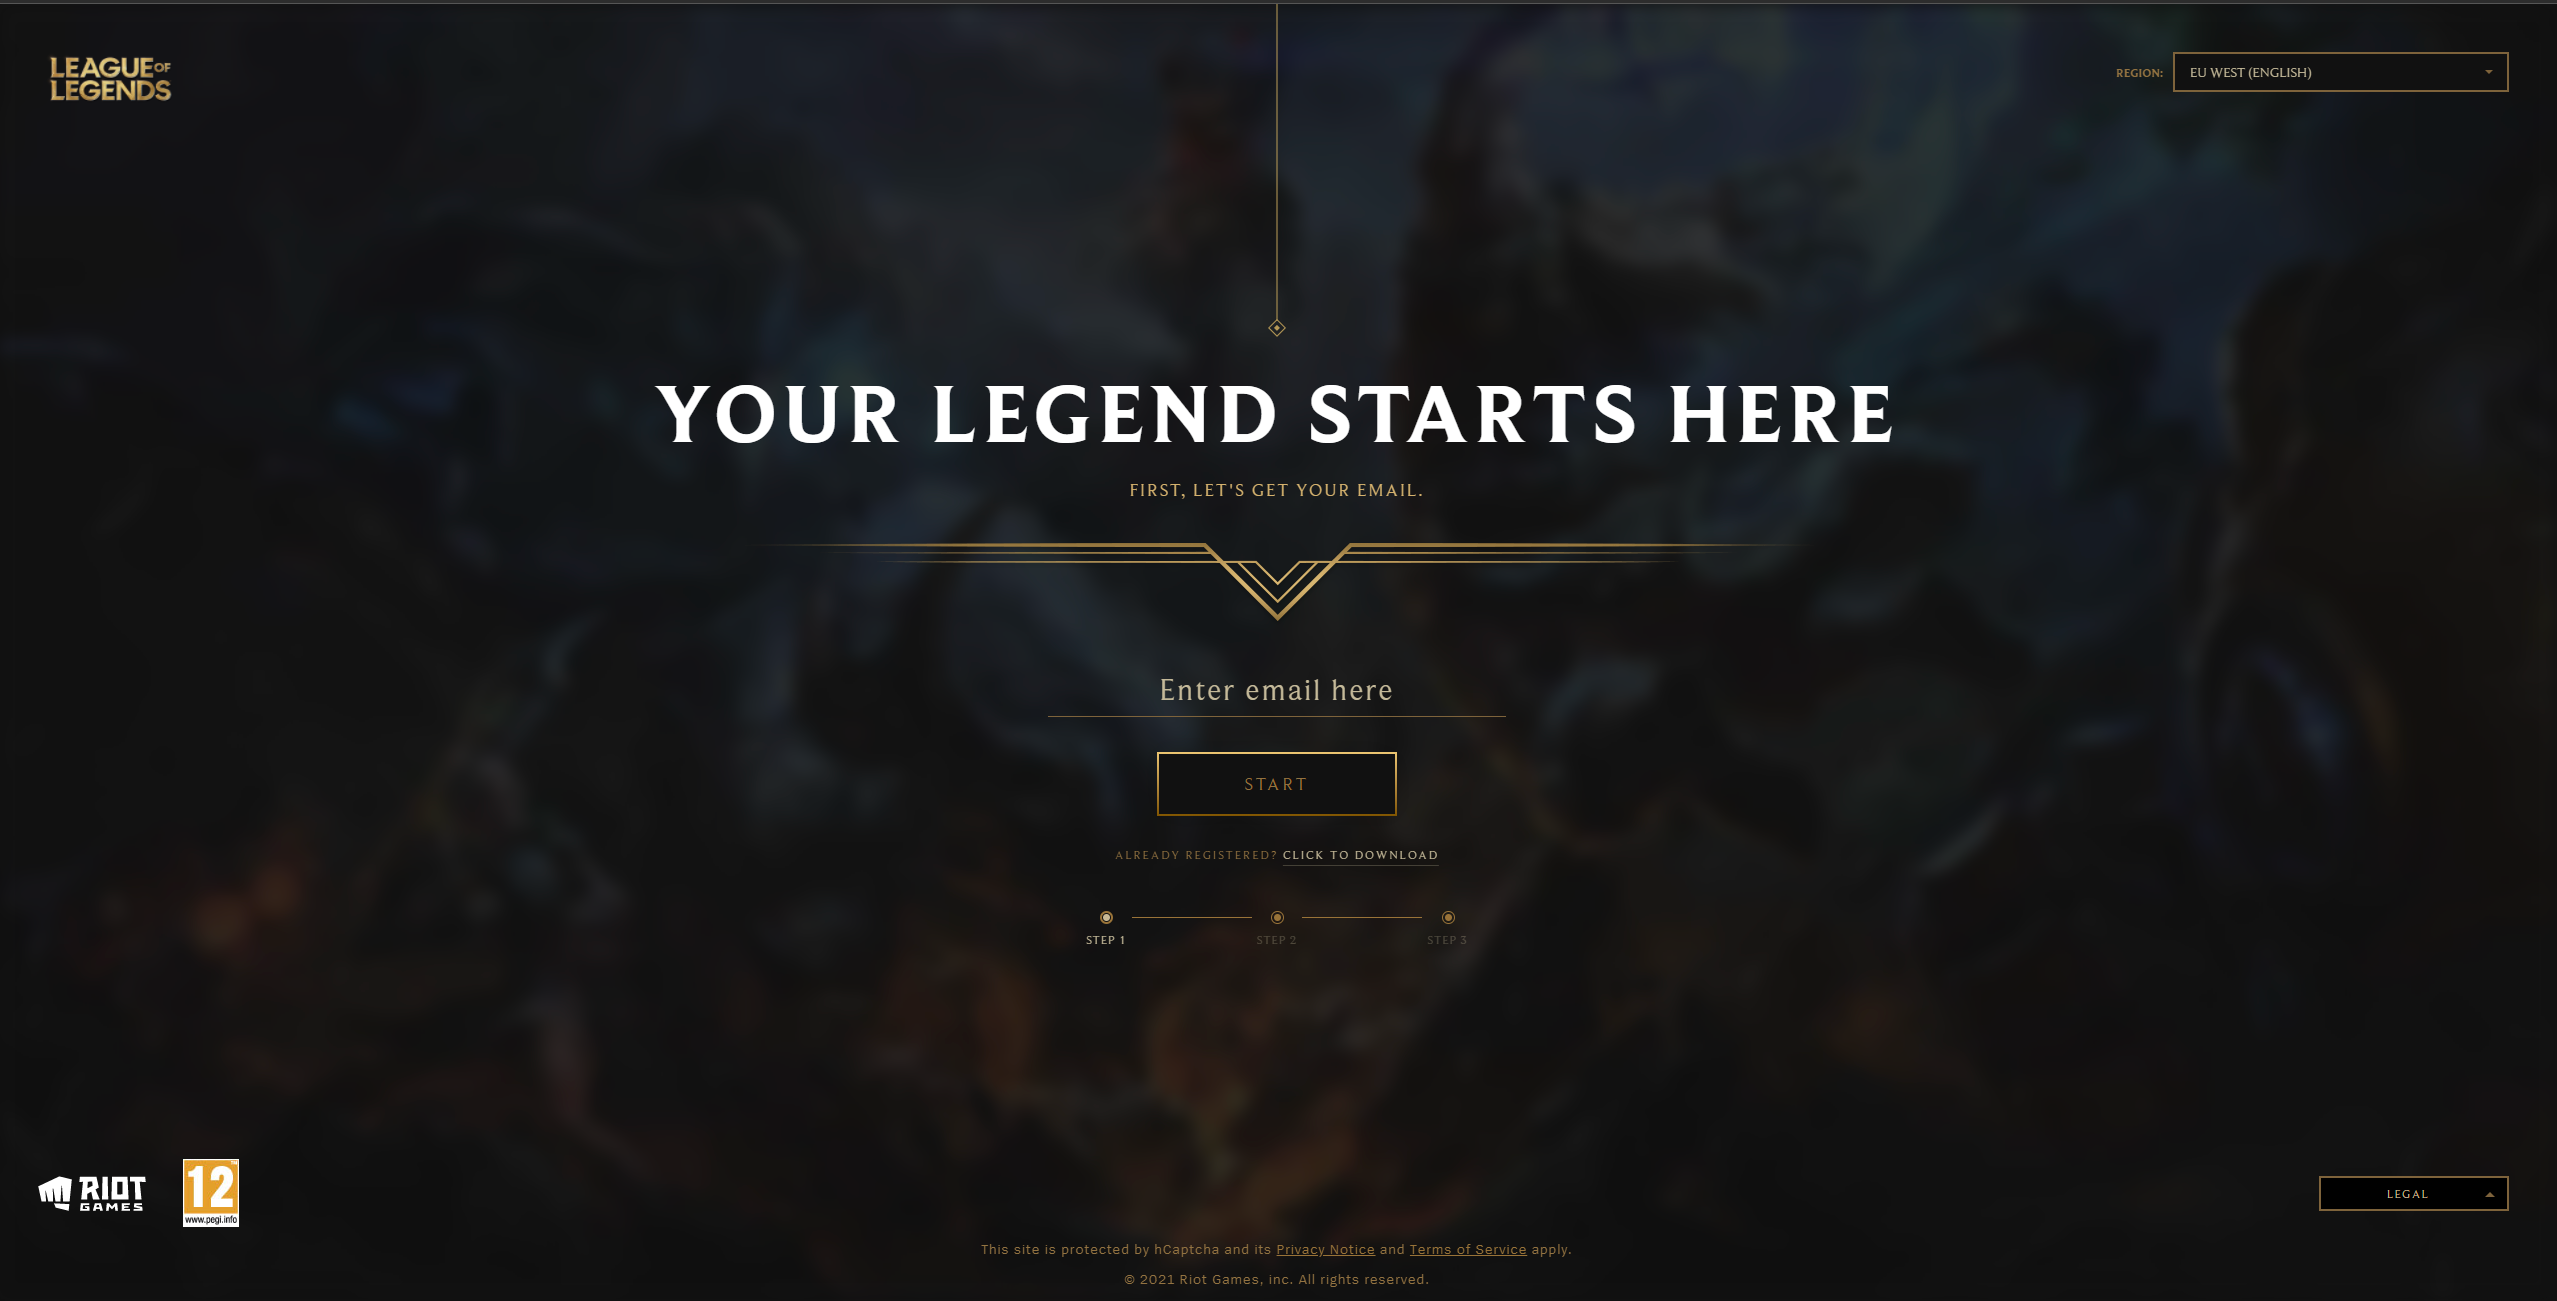 LEAGUE OF
LEGENDS
REGION: EU WEST (ENGLISH)
YOUR LEGEND STARTS HERE
FIRST, LET'S GET YOUR EMAIL.
Enter email here
START
ALREADY REGISTERED? CLICK TO DOWNLOAD
STEP 1 STEP 2 STEP 3
RIOT
GAMES
12
www.pegi.info
LEGAL
This site is protected by hCaptcha and its Privacy Notice and Terms of Service apply.
© 2021 Riot Games, inc. All rights reserved.